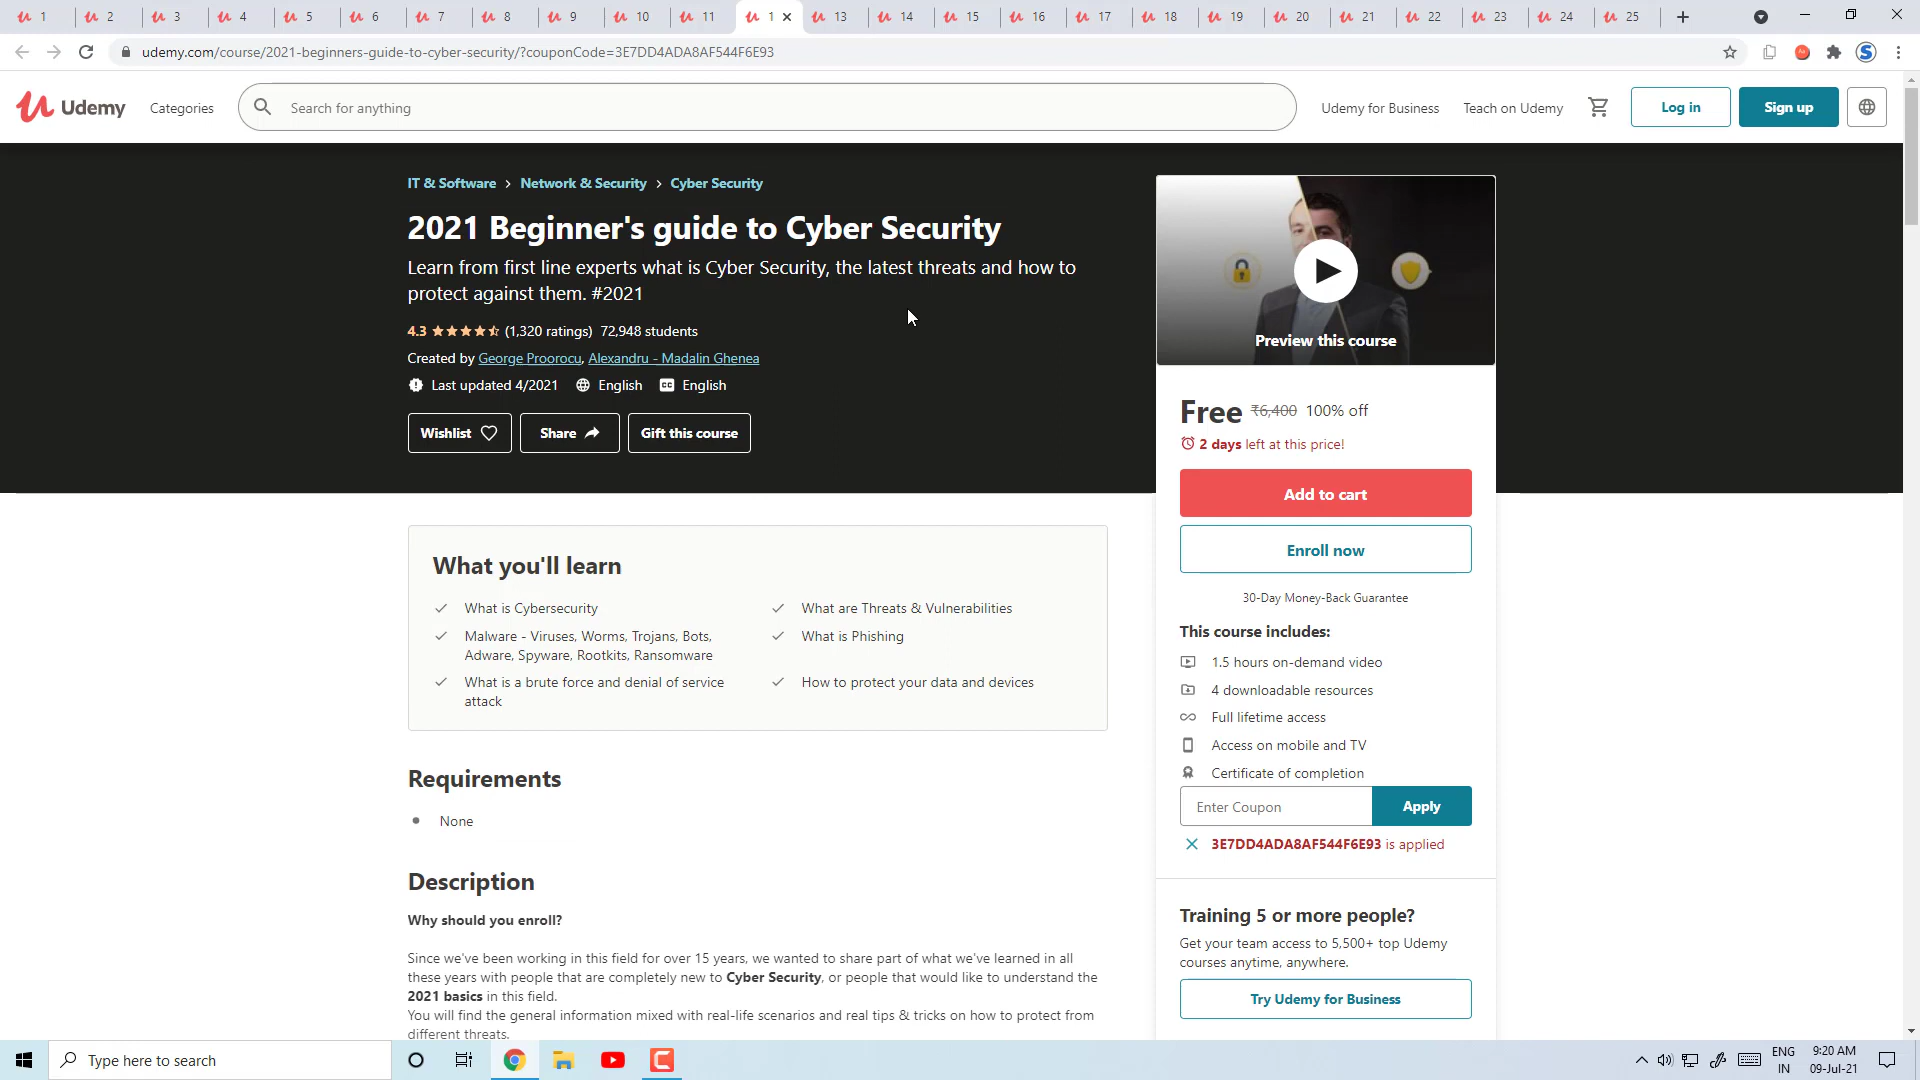 1 2 3 4 5 6 7 8 9 10 11 1 13 14 15 16 17 18 19 20 21 22 23 24 25
udemy.com/course/2021-beginners-guide-to-cyber-security/?couponCode=3E7DD4ADA8AF544F6E93
Udemy Categories Search for anything Udemy for Business Teach on Udemy Log in Sign up
IT & Software > Network & Security > Cyber Security
2021 Beginner's guide to Cyber Security
Learn from first line experts what is Cyber Security, the latest threats and how to
protect against them. #2021
4.3 (1,320 ratings) 72,948 students
Created by George Proorocu, Alexandru - Madalin Ghenea
Last updated 4/2021 English CC English
Wishlist Share Gift this course
What you'll learn
What is Cybersecurity
What are Threats & Vulnerabilities
Malware - Viruses, Worms, Trojans, Bots,
Adware, Spyware, Rootkits, Ransomware
What is Phishing
What is a brute force and denial of service
attack
How to protect your data and devices
Requirements
None
Description
Why should you enroll?
Since we've been working in this field for over 15 years, we wanted to share part of what we've learned in all
these years with people that are completely new to Cyber Security, or people that would like to understand the
2021 basics in this field.
You will find the general information mixed with real-life scenarios and real tips & tricks on how to protect from
different threats.
Preview this course
Free ₹6,400 100% off
2 days left at this price!
Add to cart
Enroll now
30-Day Money-Back Guarantee
This course includes:
1.5 hours on-demand video
4 downloadable resources
Full lifetime access
Access on mobile and TV
Certificate of completion
Enter Coupon Apply
3E7DD4ADA8AF544F6E93 is applied
Training 5 or more people?
Get your team access to 5,500+ top Udemy
courses anytime, anywhere.
Try Udemy for Business
Type here to search
ENG
IN
9:20 AM
09-Jul-21